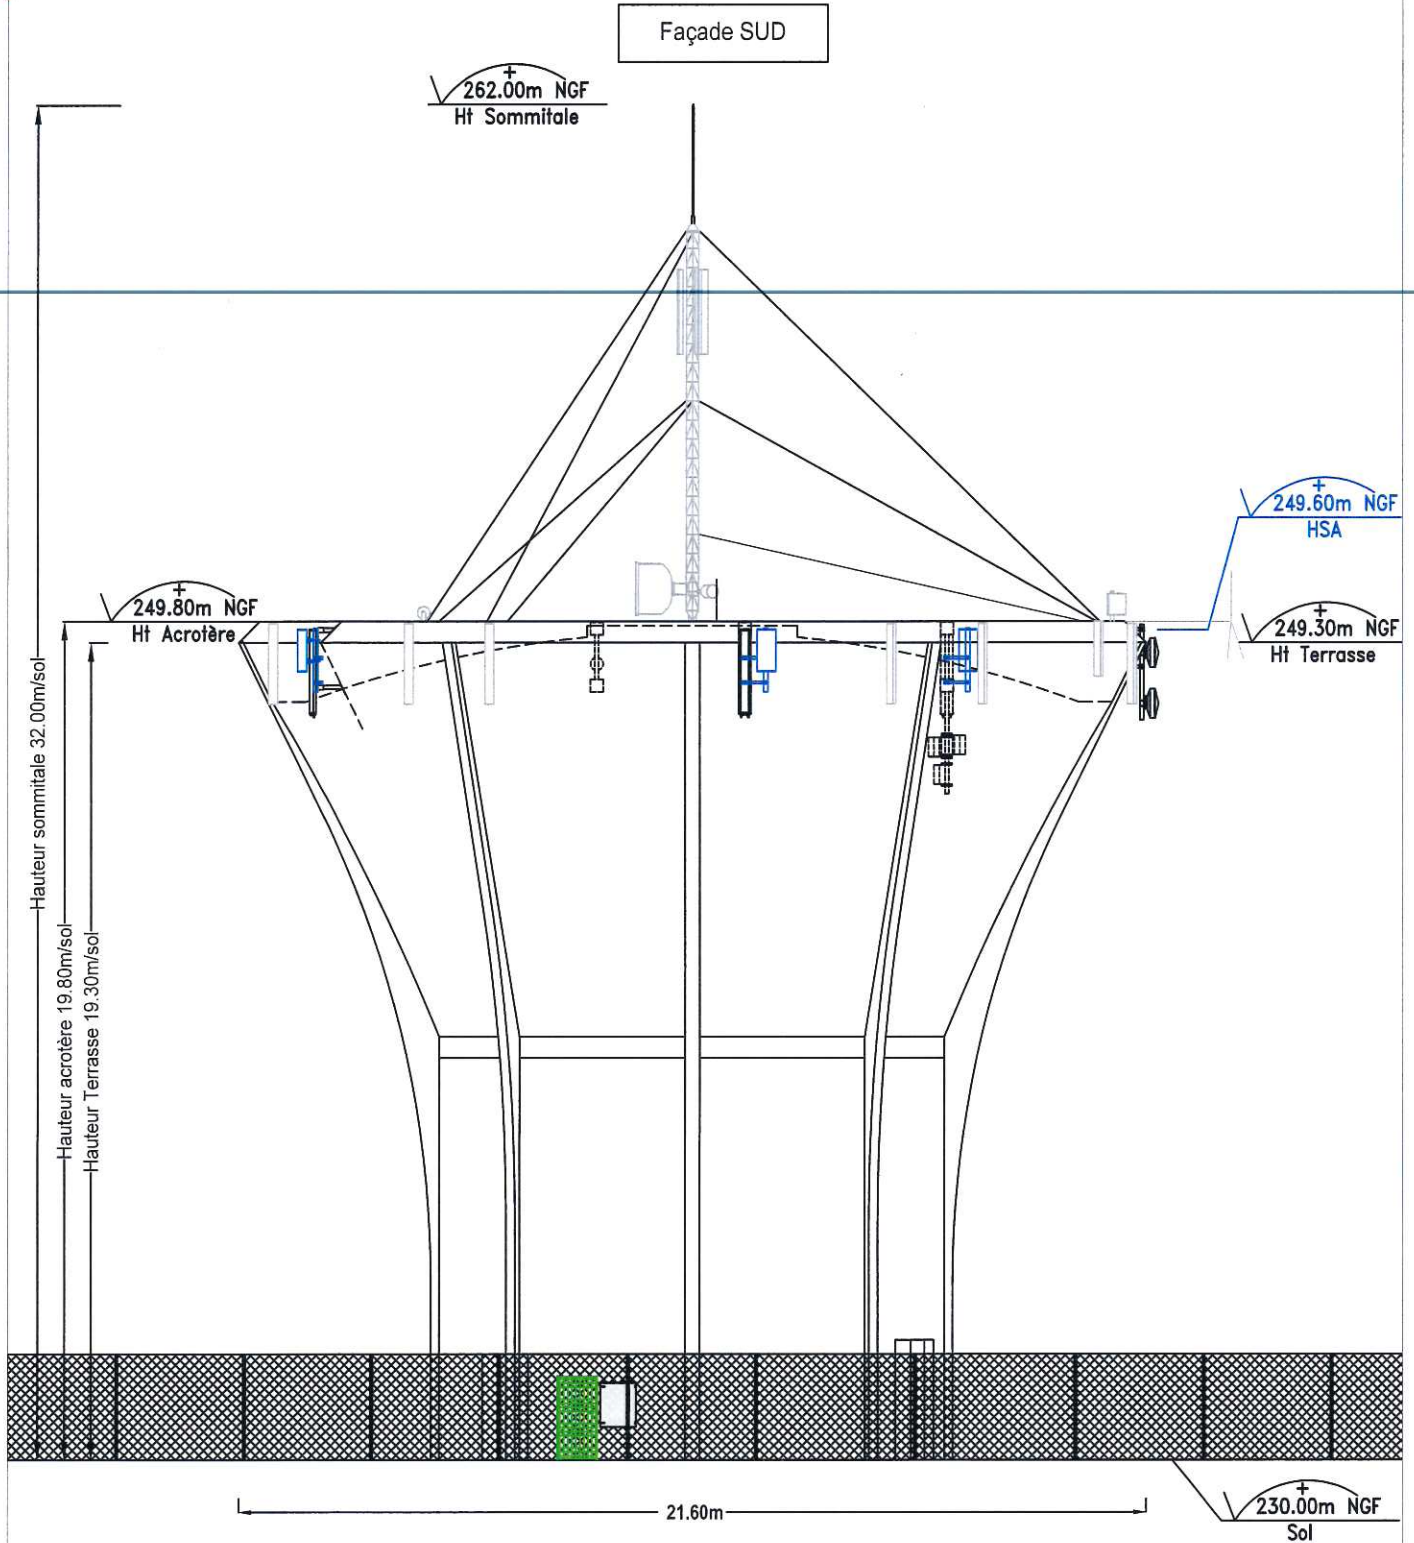 Façade SUD
+
262.00m NGF
Ht Sommitale
+
249.60m NGF
HSA
+
249.80m NGF
Ht Acrotère
+
249.30m NGF
Ht Terrasse
Hauteur sommitale 32.00m/sol
Hauteur acrotère 19.80m/sol
Hauteur Terrasse 19.30m/sol
21.60m
+
230.00m NGF
Sol